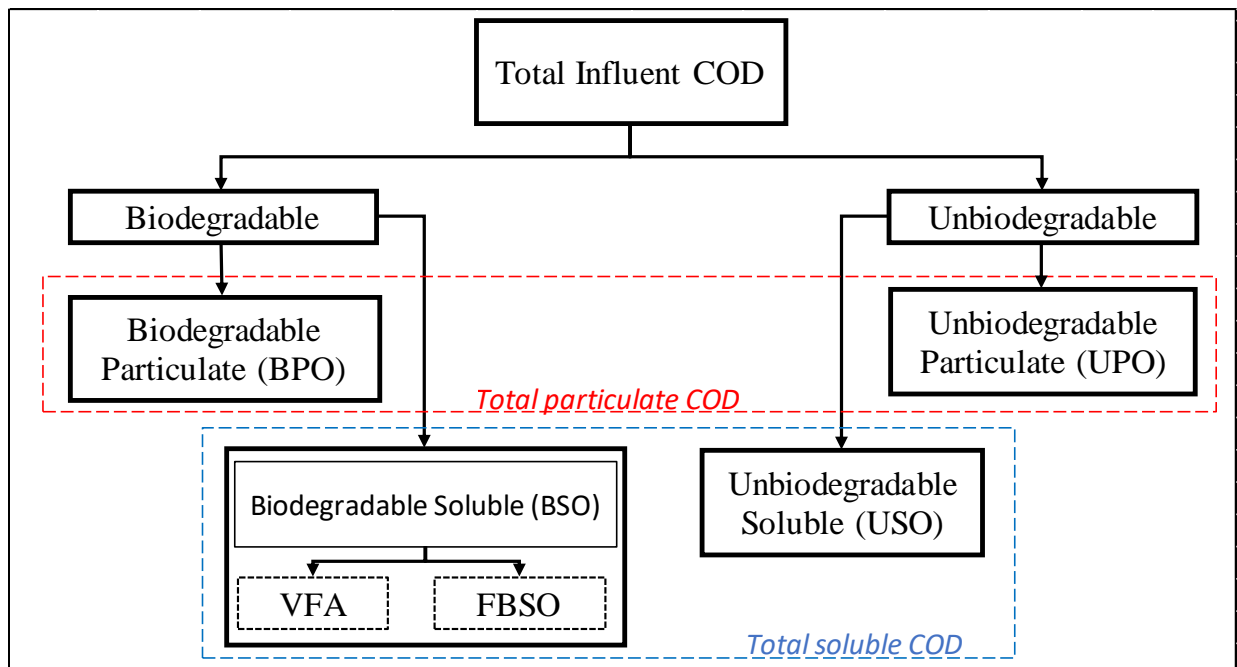 Total Influent COD
Biodegradable
Unbiodegradable
Biodegradable
Particulate (BPO)
Unbiodegradable
Particulate (UPO)
Total particulate COD
Biodegradable Soluble (BSO)
VFA
FBSO
Unbiodegradable
Soluble (USO)
Total soluble COD